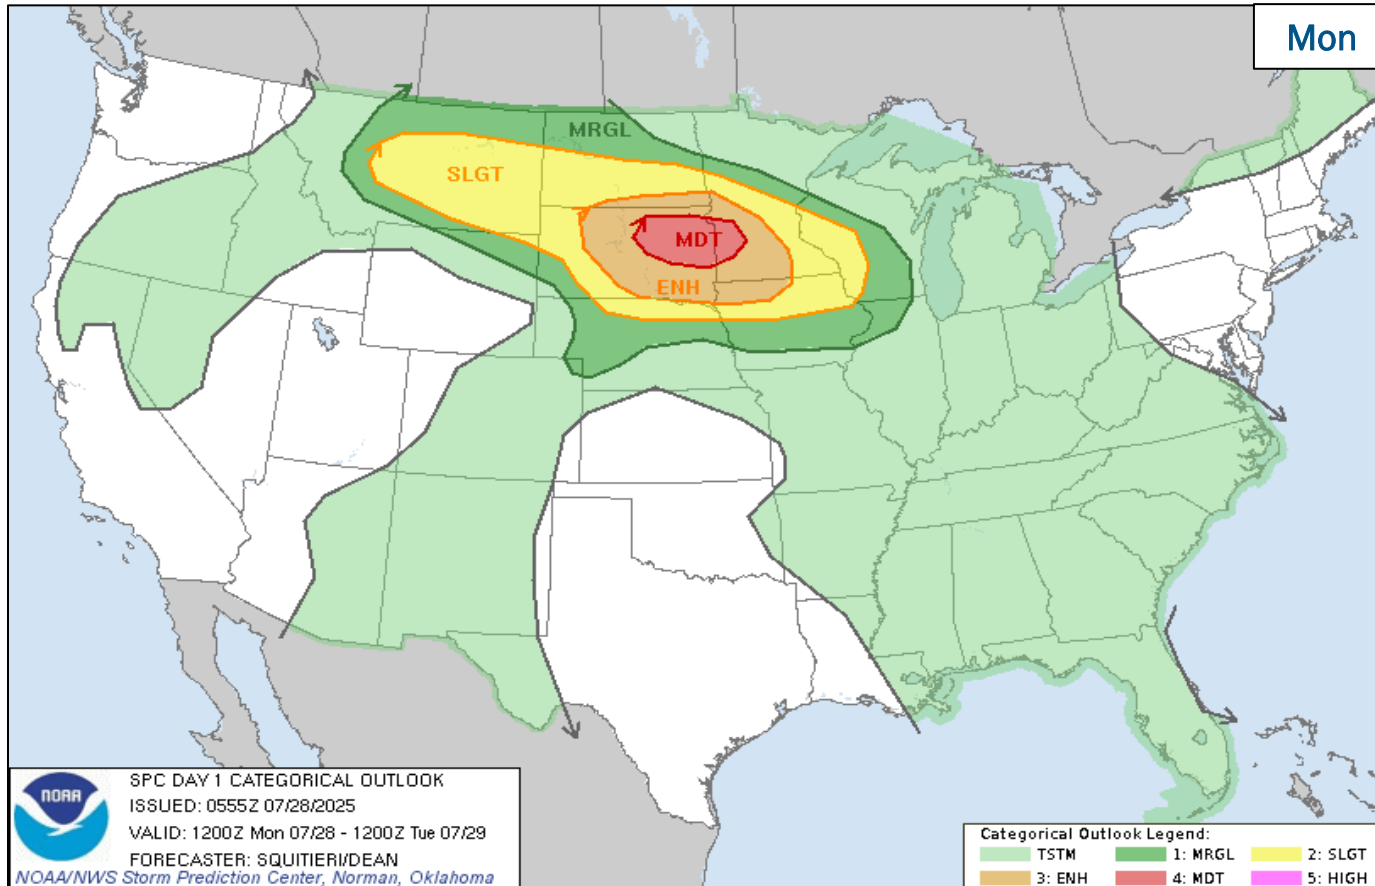 Mon
MRGL
SLGT
MDT
ENH
NOAA
SPC DAY 1 CATEGORICAL OUTLOOK
ISSUED: 0555Z 07/28/2025
VALID: 1200Z Mon 07/28 - 1200Z Tue 07/29
FORECASTER: SQUITIERI/DEAN
NOAA/NWS Storm Prediction Center, Norman, Oklahoma
Categorical Outlook Legend:
TSTM 1: MRGL 2: SLGT
3: ENH 4: MDT 5: HIGH